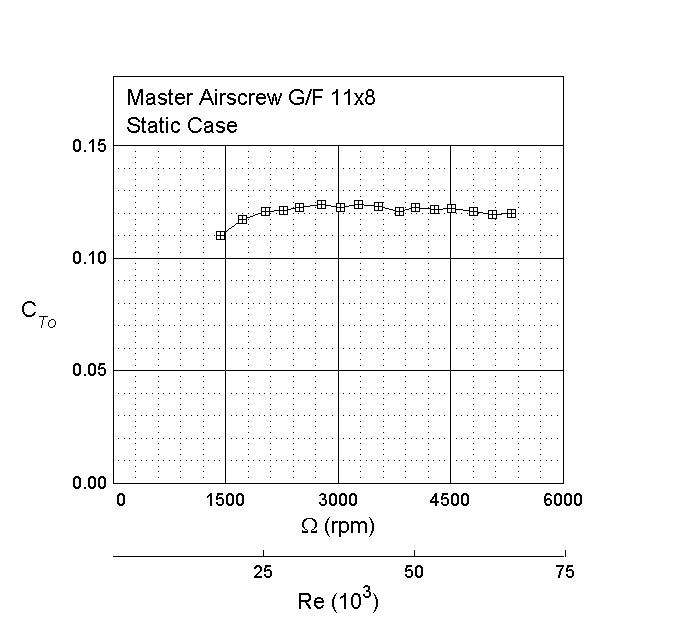 Master Airscrew G/F 11x8
Static Case
0.15
0.10
C_To
0.05
0.00
0 1500 3000 4500 6000
Ω (rpm)
25 50 75
Re (10³)